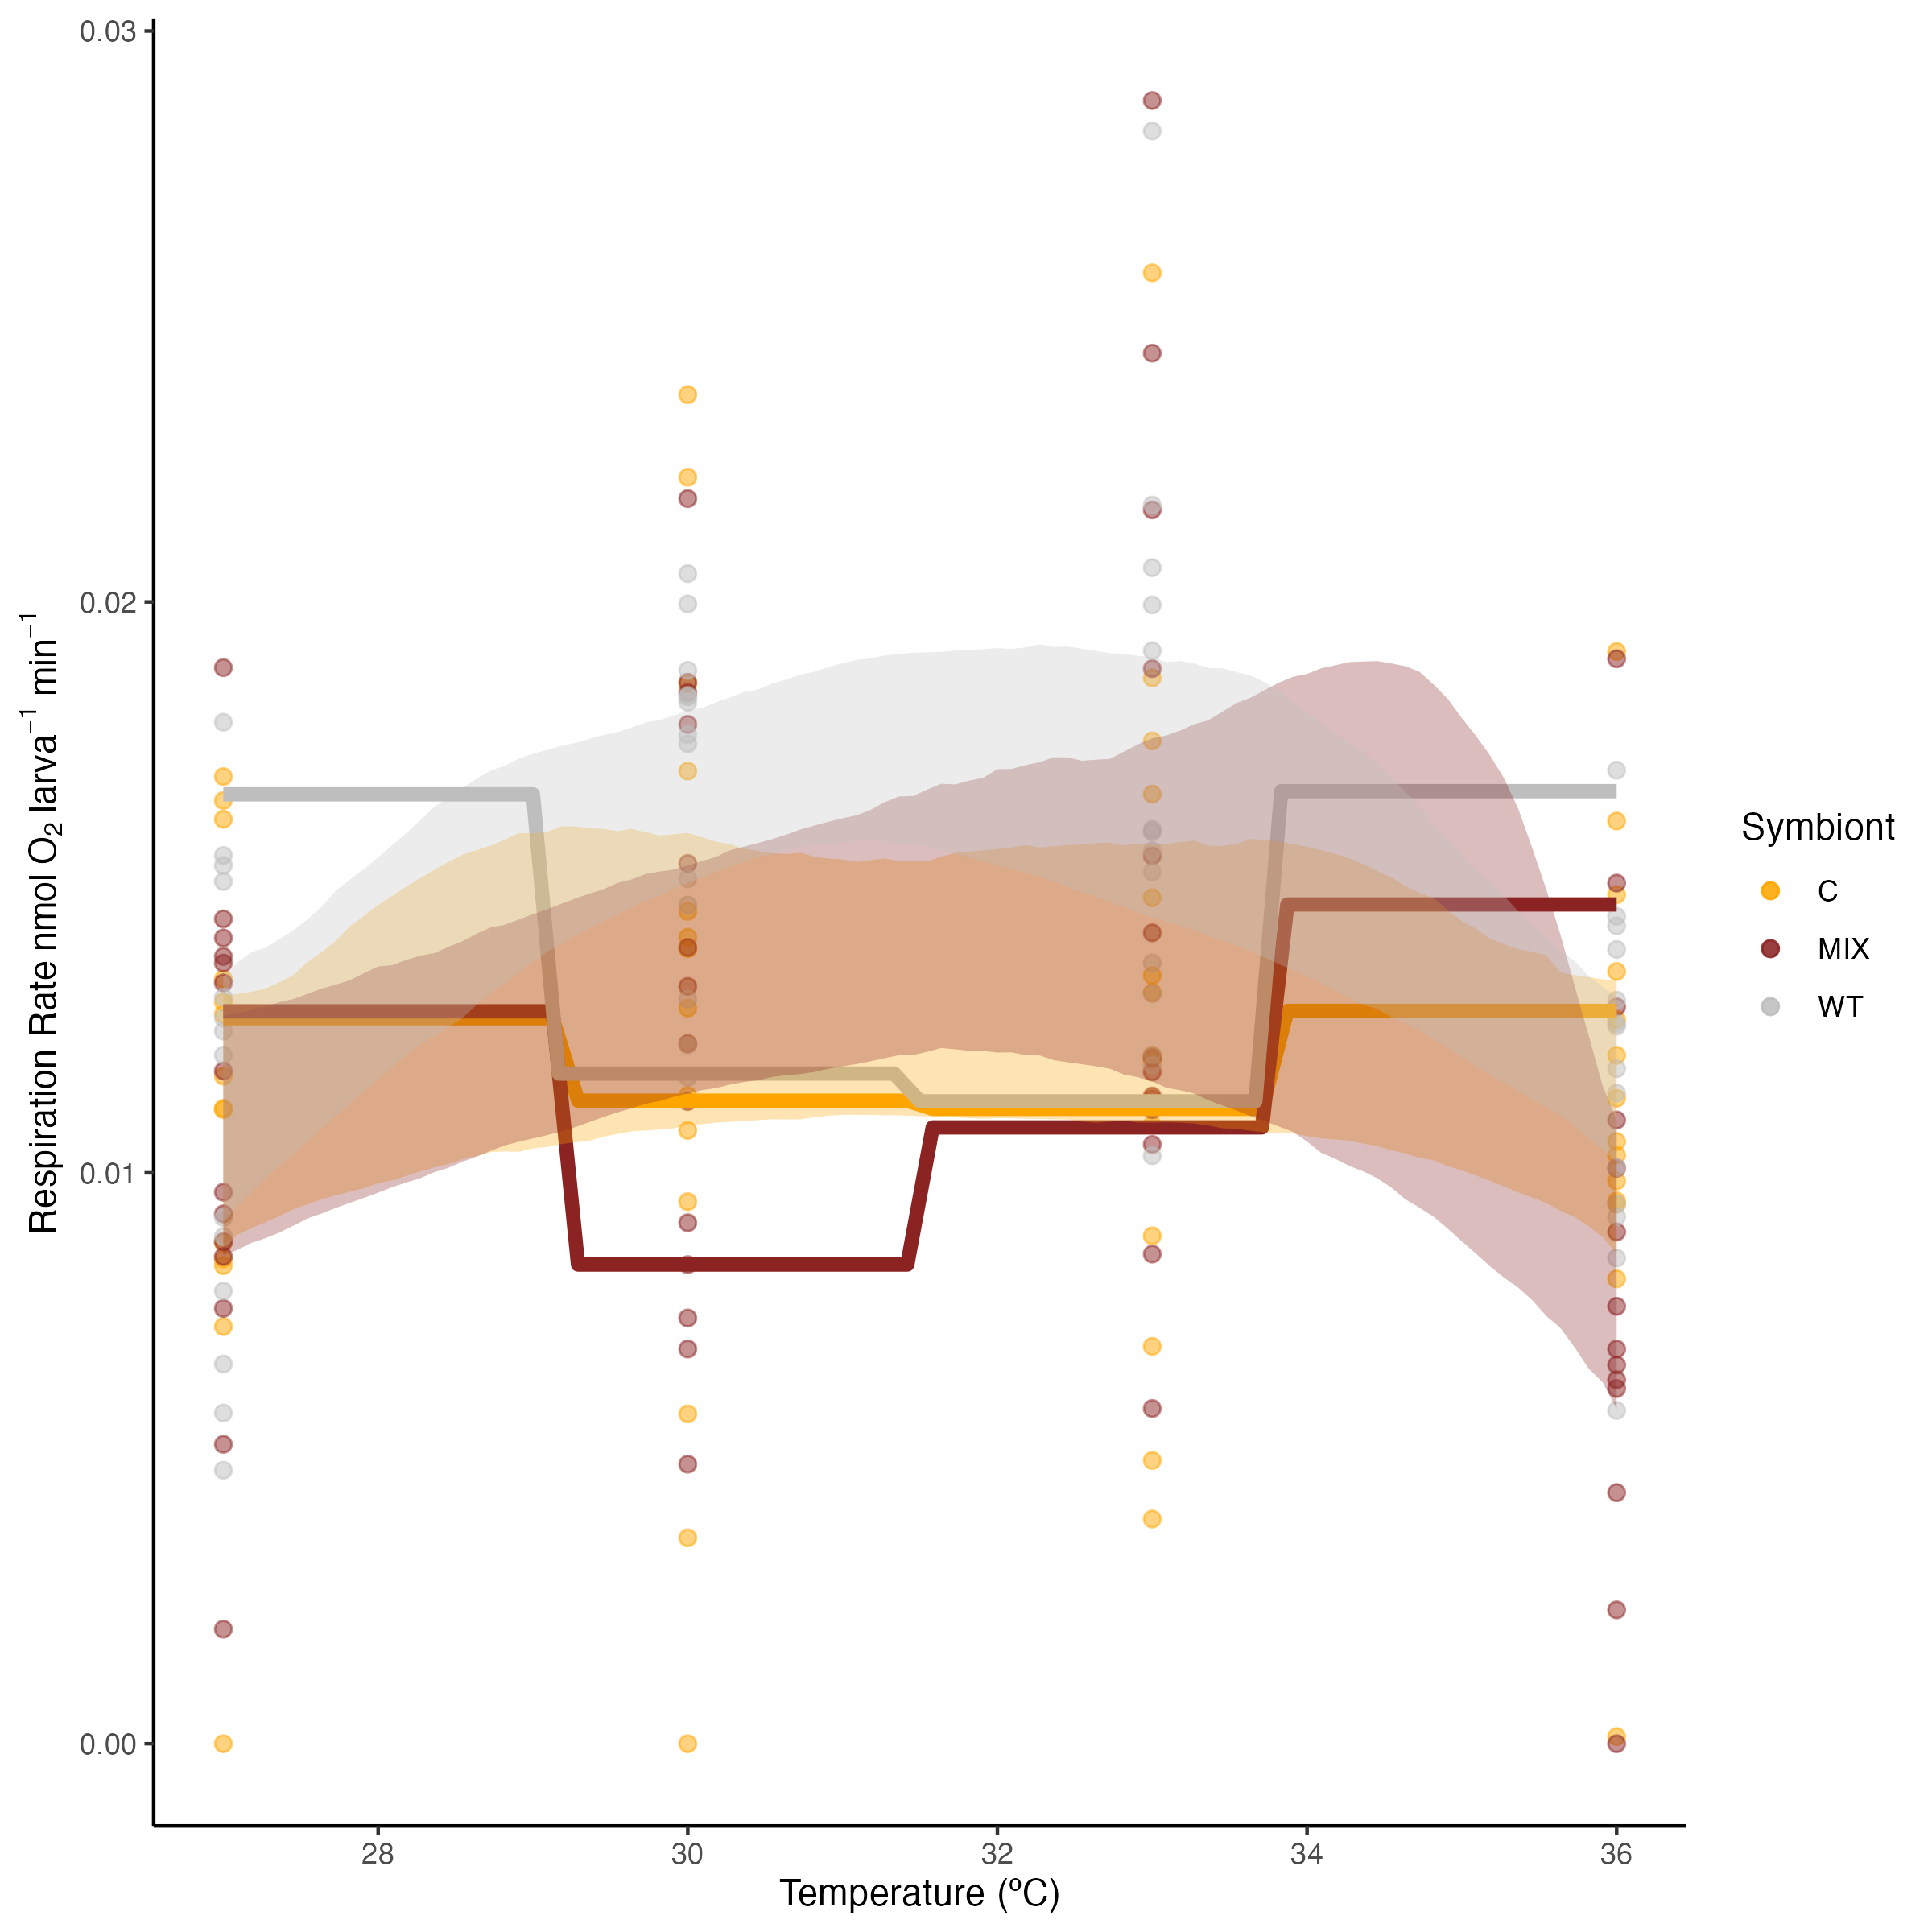 0.03
0.02
0.01
0.00
Respiration Rate nmol O₂ larva⁻¹ min⁻¹
28 30 32 34 36
Temperature (ºC)
Symbiont
C
MIX
WT